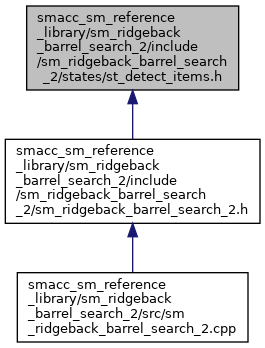 smacc_sm_reference
_library/sm_ridgeback
_barrel_search_2/include
/sm_ridgeback_barrel_search
_2/states/st_detect_items.h
smacc_sm_reference
_library/sm_ridgeback
_barrel_search_2/include
/sm_ridgeback_barrel_search
_2/sm_ridgeback_barrel_search_2.h
smacc_sm_reference
_library/sm_ridgeback
_barrel_search_2/src/sm
_ridgeback_barrel_search_2.cpp